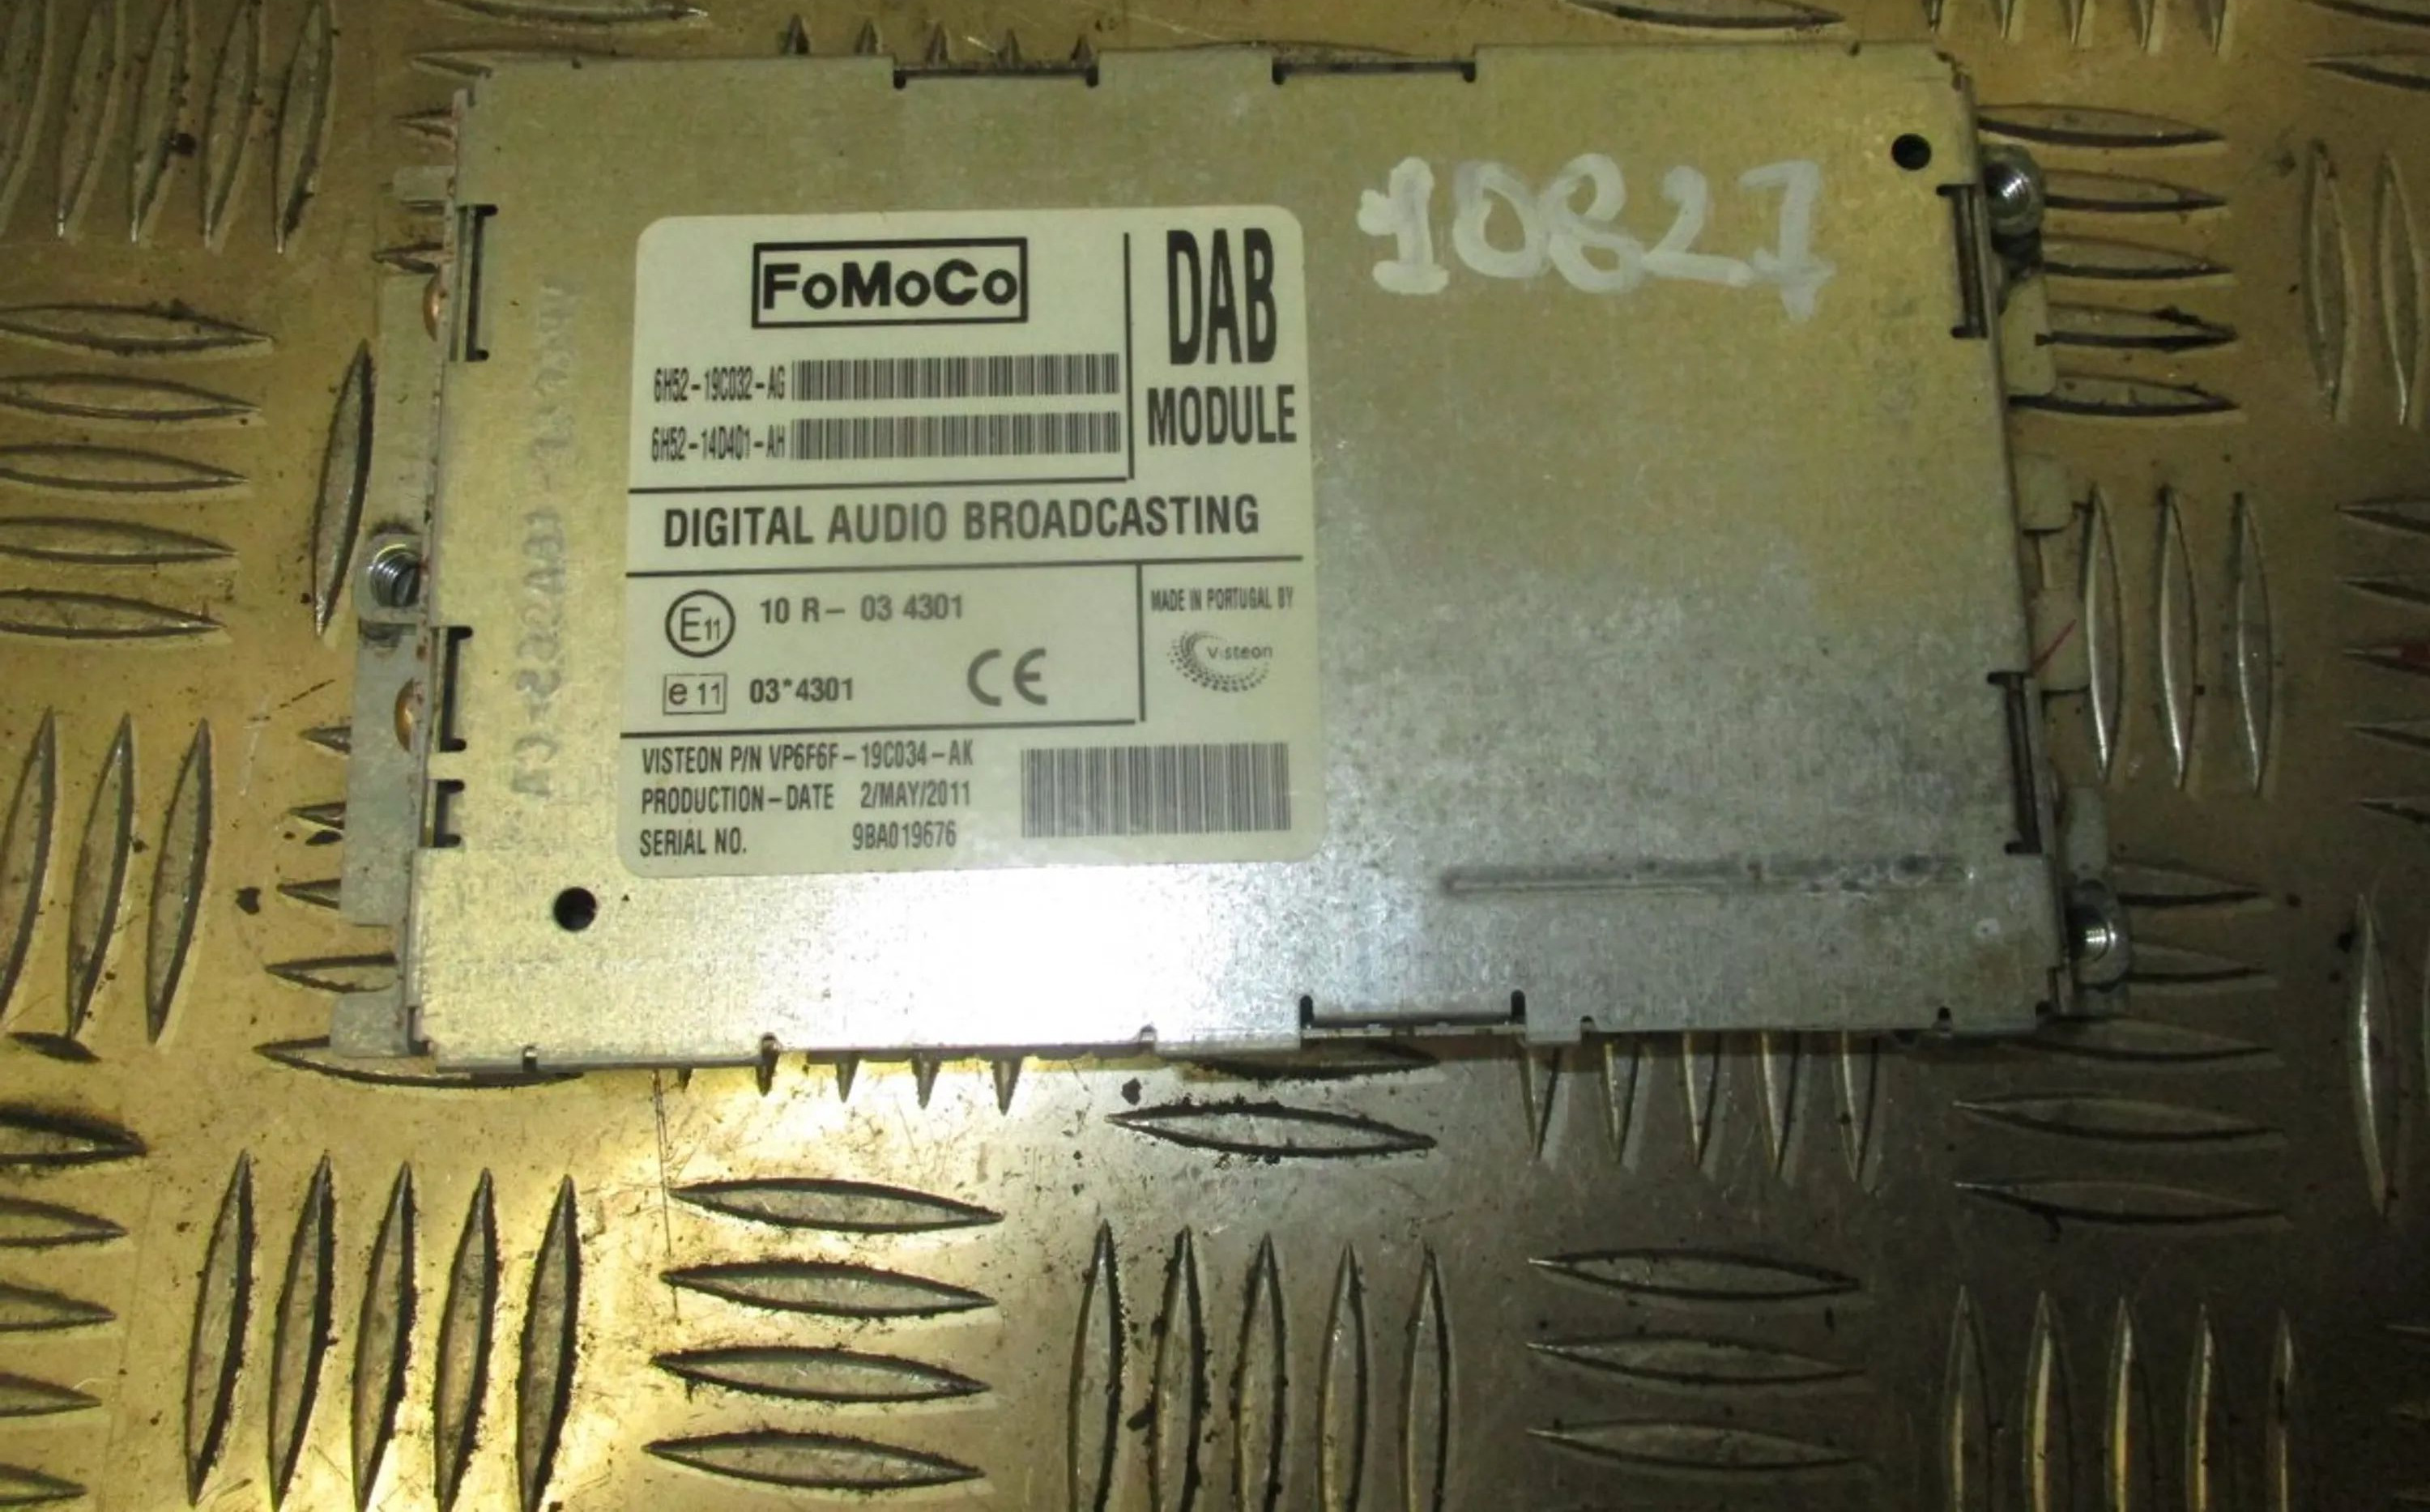 10827
FoMoCo
DAB
MODULE
6H52-19C032-AG
6H52-14D401-AH
DIGITAL AUDIO BROADCASTING
E11 10 R- 03 4301
e 11 03*4301
CE
MADE IN PORTUGAL BY
Visteon
VISTEON P/N VP6F6F-19C034-AK
PRODUCTION-DATE 2/MAY/2011
SERIAL NO. 9BA019676